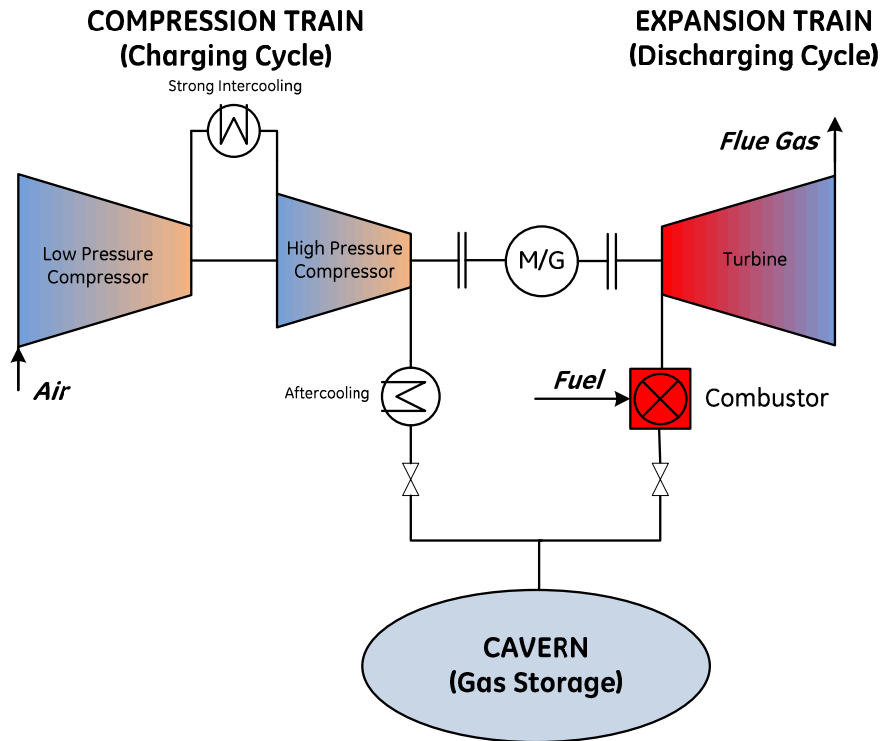 COMPRESSION TRAIN
(Charging Cycle)
EXPANSION TRAIN
(Discharging Cycle)
Strong Intercooling
Flue Gas
Low Pressure
Compressor
High Pressure
Compressor
M/G
Turbine
Air
Aftercooling
Fuel
Combustor
CAVERN
(Gas Storage)